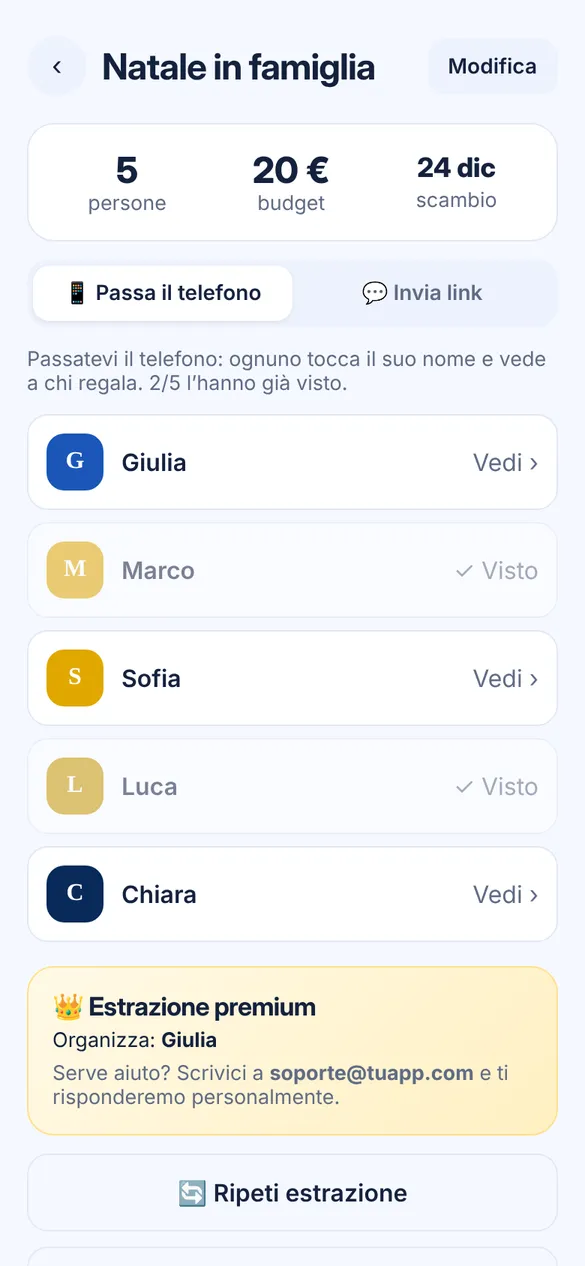 ‹ Natale in famiglia Modifica
5 20 € 24 dic
persone budget scambio
📱 Passa il telefono 💬 Invia link
Passatevi il telefono: ognuno tocca il suo nome e vede
a chi regala. 2/5 l’hanno già visto.
G Giulia Vedi ›
M Marco ✓ Visto
S Sofia Vedi ›
L Luca ✓ Visto
C Chiara Vedi ›
👑 Estrazione premium
Organizza: Giulia
Serve aiuto? Scrivici a soporte@tuapp.com e ti
risponderemo personalmente.
🔄 Ripeti estrazione